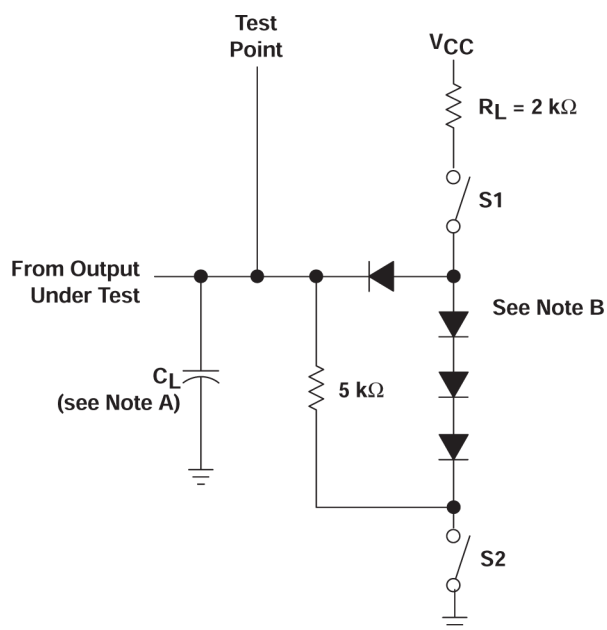 Test
Point
VCC
RL = 2 kΩ
S1
From Output
Under Test
See Note B
CL
(see Note A)
5 kΩ
S2